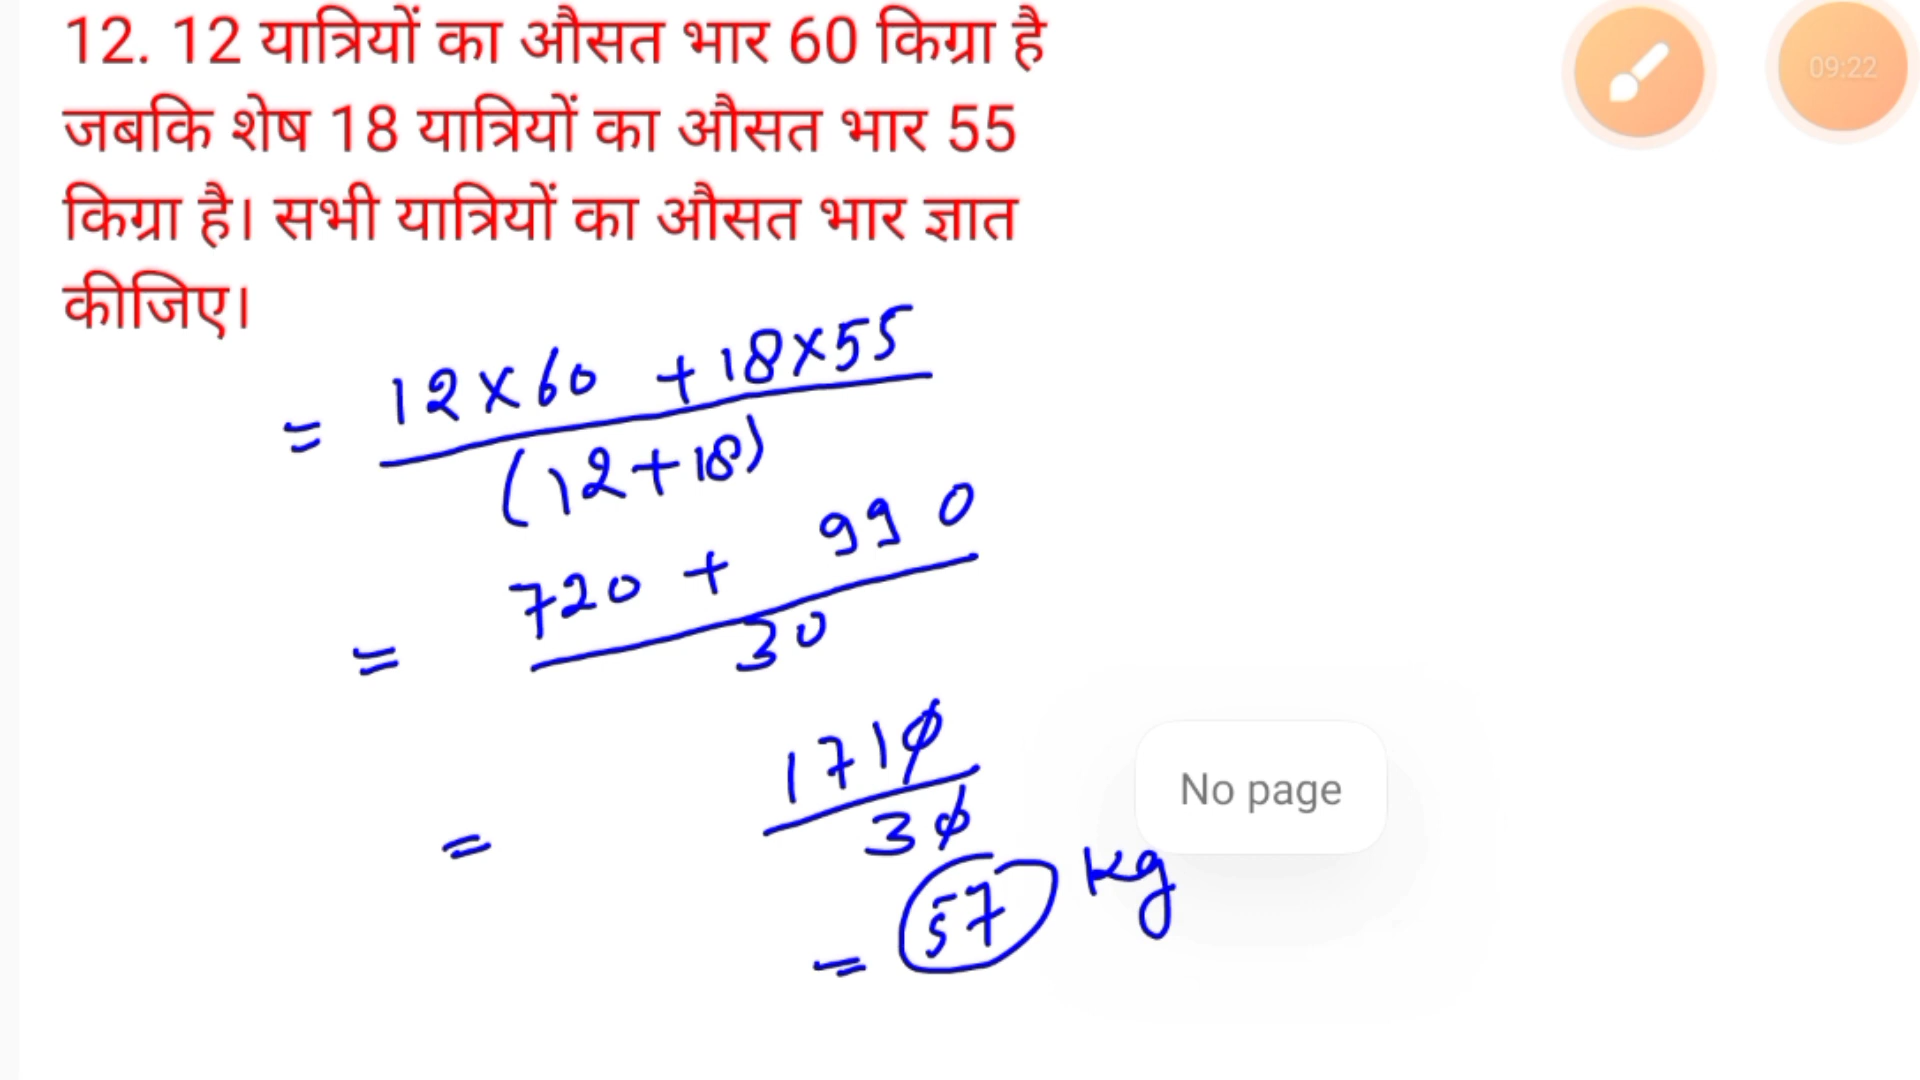 12. 12 यात्रियों का औसत भार 60 किग्रा है
जबकि शेष 18 यात्रियों का औसत भार 55
किग्रा है। सभी यात्रियों का औसत भार ज्ञात
कीजिए।
09:22
= 12×60 + 18×55
(12+18)
= 720 + 990
30
= 1710
30
No page
= 57 kg